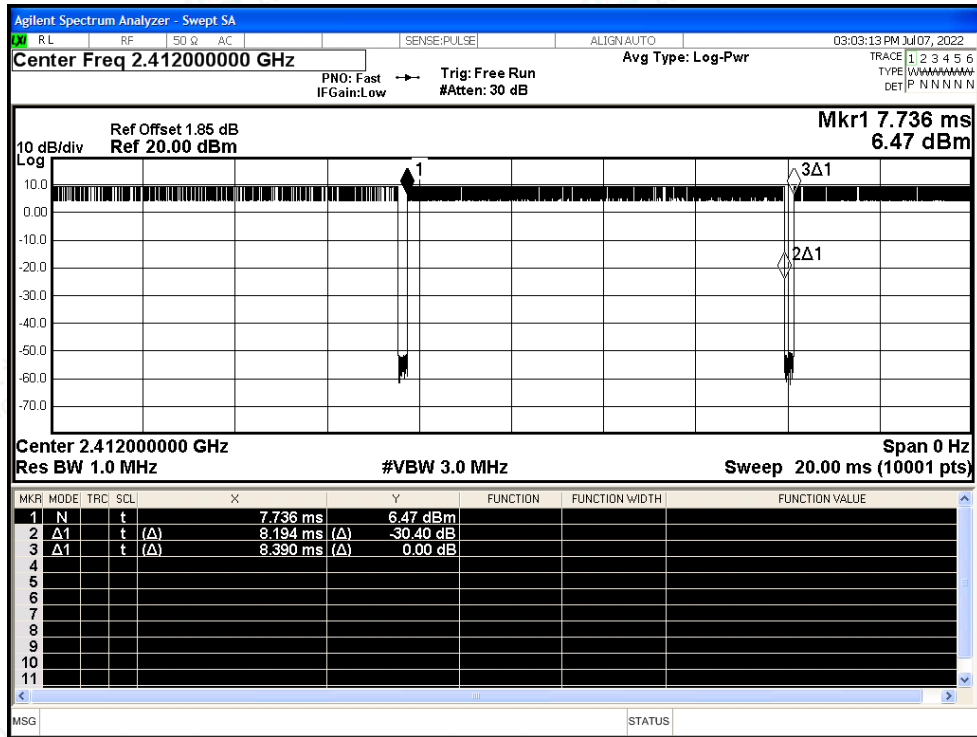 Agilent Spectrum Analyzer - Swept SA
LXI RL RF 50 Ω AC SENSE:PULSE ALIGN AUTO 03:03:13 PM Jul 07, 2022
Center Freq 2.412000000 GHz Avg Type: Log-Pwr TRACE 1 2 3 4 5 6
PNO: Fast Trig: Free Run TYPE WWWWWW
IFGain:Low #Atten: 30 dB DET P N N N N N
Mkr1 7.736 ms
Ref Offset 1.85 dB
10 dB/div Ref 20.00 dBm 6.47 dBm
Log
1
3Δ1
10.0
0.00
-10.0
2Δ1
-20.0
-30.0
-40.0
-50.0
-60.0
-70.0
Center 2.412000000 GHz Span 0 Hz
Res BW 1.0 MHz #VBW 3.0 MHz Sweep 20.00 ms (10001 pts)
MKR MODE TRC SCL X Y FUNCTION FUNCTION WIDTH FUNCTION VALUE
1 N t 7.736 ms 6.47 dBm
2 Δ1 t (Δ) 8.194 ms (Δ) -30.40 dB
3 Δ1 t (Δ) 8.390 ms (Δ) 0.00 dB
4
5
6
7
8
9
10
11
MSG STATUS